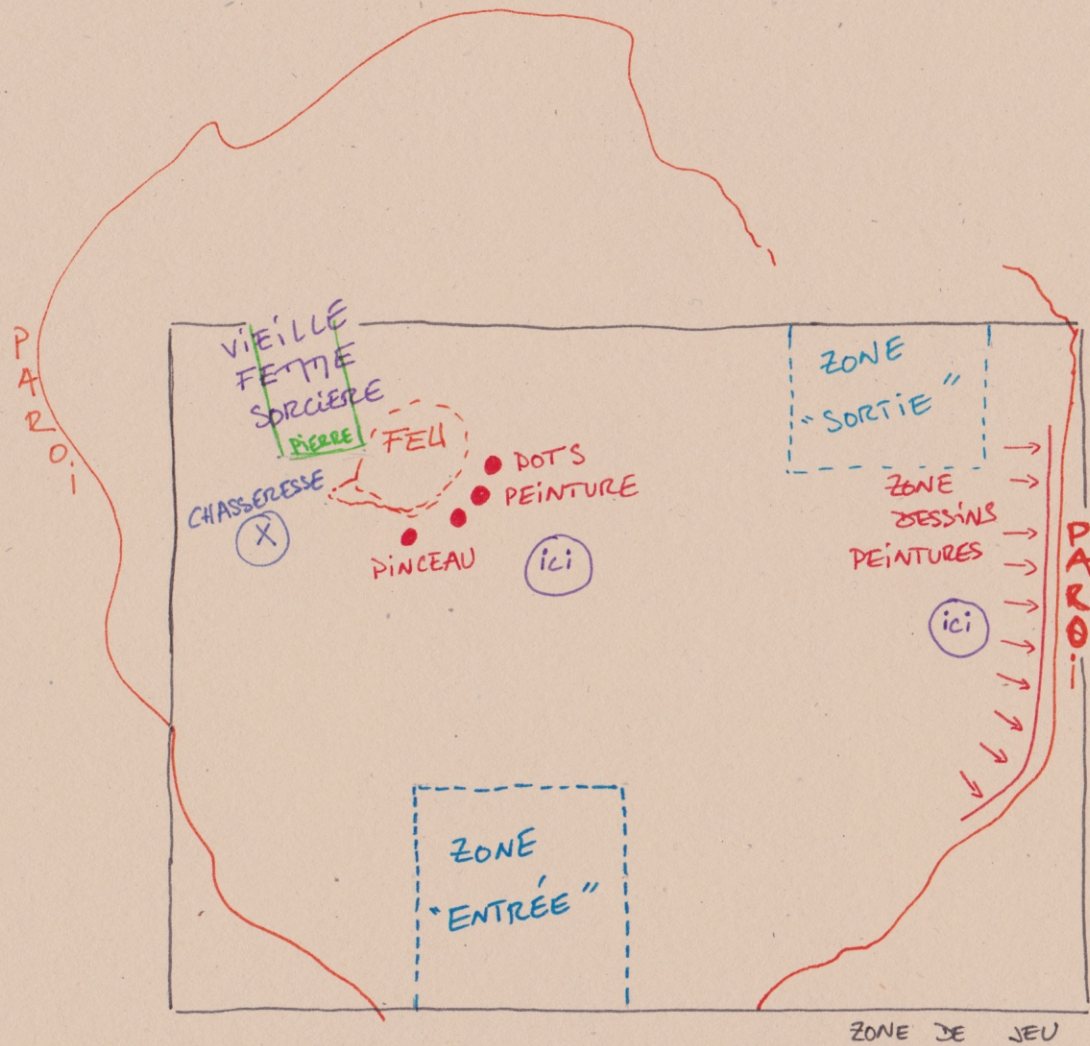 PAROi
ViEiLLE
FEMME
SORCiÈRE
PiERRE
FEU
CHASSERESSE
X
POTS
PEiNTURE
PiNCEAU
ici
ZONE
"SORTiE"
ZONE
DESSiNS
PEiNTURES
ici
PAROi
ZONE
"ENTRÉE"
ZONE DE JEU